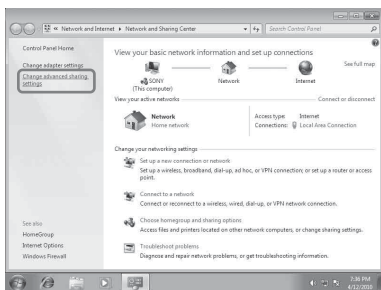 « Network and Internet ▸ Network and Sharing Center
Search Control Panel
Control Panel Home
Change adapter settings
Change advanced sharing settings
View your basic network information and set up connections
See full map
SONY
(This computer)
Network
Internet
View your active networks
Connect or disconnect
Network
Home network
Access type: Internet
Connections: Local Area Connection
Change your networking settings
Set up a new connection or network
Set up a wireless, broadband, dial-up, ad hoc, or VPN connection; or set up a router or access
point.
Connect to a network
Connect or reconnect to a wireless, wired, dial-up, or VPN network connection.
Choose homegroup and sharing options
Access files and printers located on other network computers, or change sharing settings.
Troubleshoot problems
Diagnose and repair network problems, or get troubleshooting information.
See also
HomeGroup
Internet Options
Windows Firewall
7:36 PM
4/12/2010